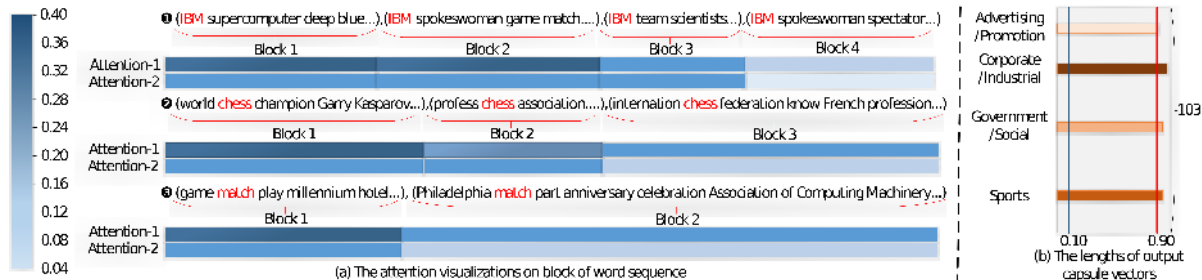 0.40
0.36
0.32
0.28
0.24
0.20
0.16
0.12
0.08
0.04
❶ (IBM supercomputer deep blue...),(IBM spokeswoman game match....),(IBM team scientists...),(IBM spokeswoman spectator...)
Block 1 Block 2 Block 3 Block 4
Attention-1
Attention-2
❷ (world chess champion Garry Kasparov...),(profess chess association....),(internation chess federation know French profession...)
Block 1 Block 2 Block 3
Attention-1
Attention-2
❸ (game match play millennium hotel...), (Philadelphia match part anniversary celebration Association of Computing Machinery...)
Block 1 Block 2
Attention-1
Attention-2
(a) The attention visualizations on block of word sequence
Advertising
/Promotion
Corporate
/Industrial
Government
/Social
Sports
-103
0.10 0.90
(b) The lengths of output
capsule vectors